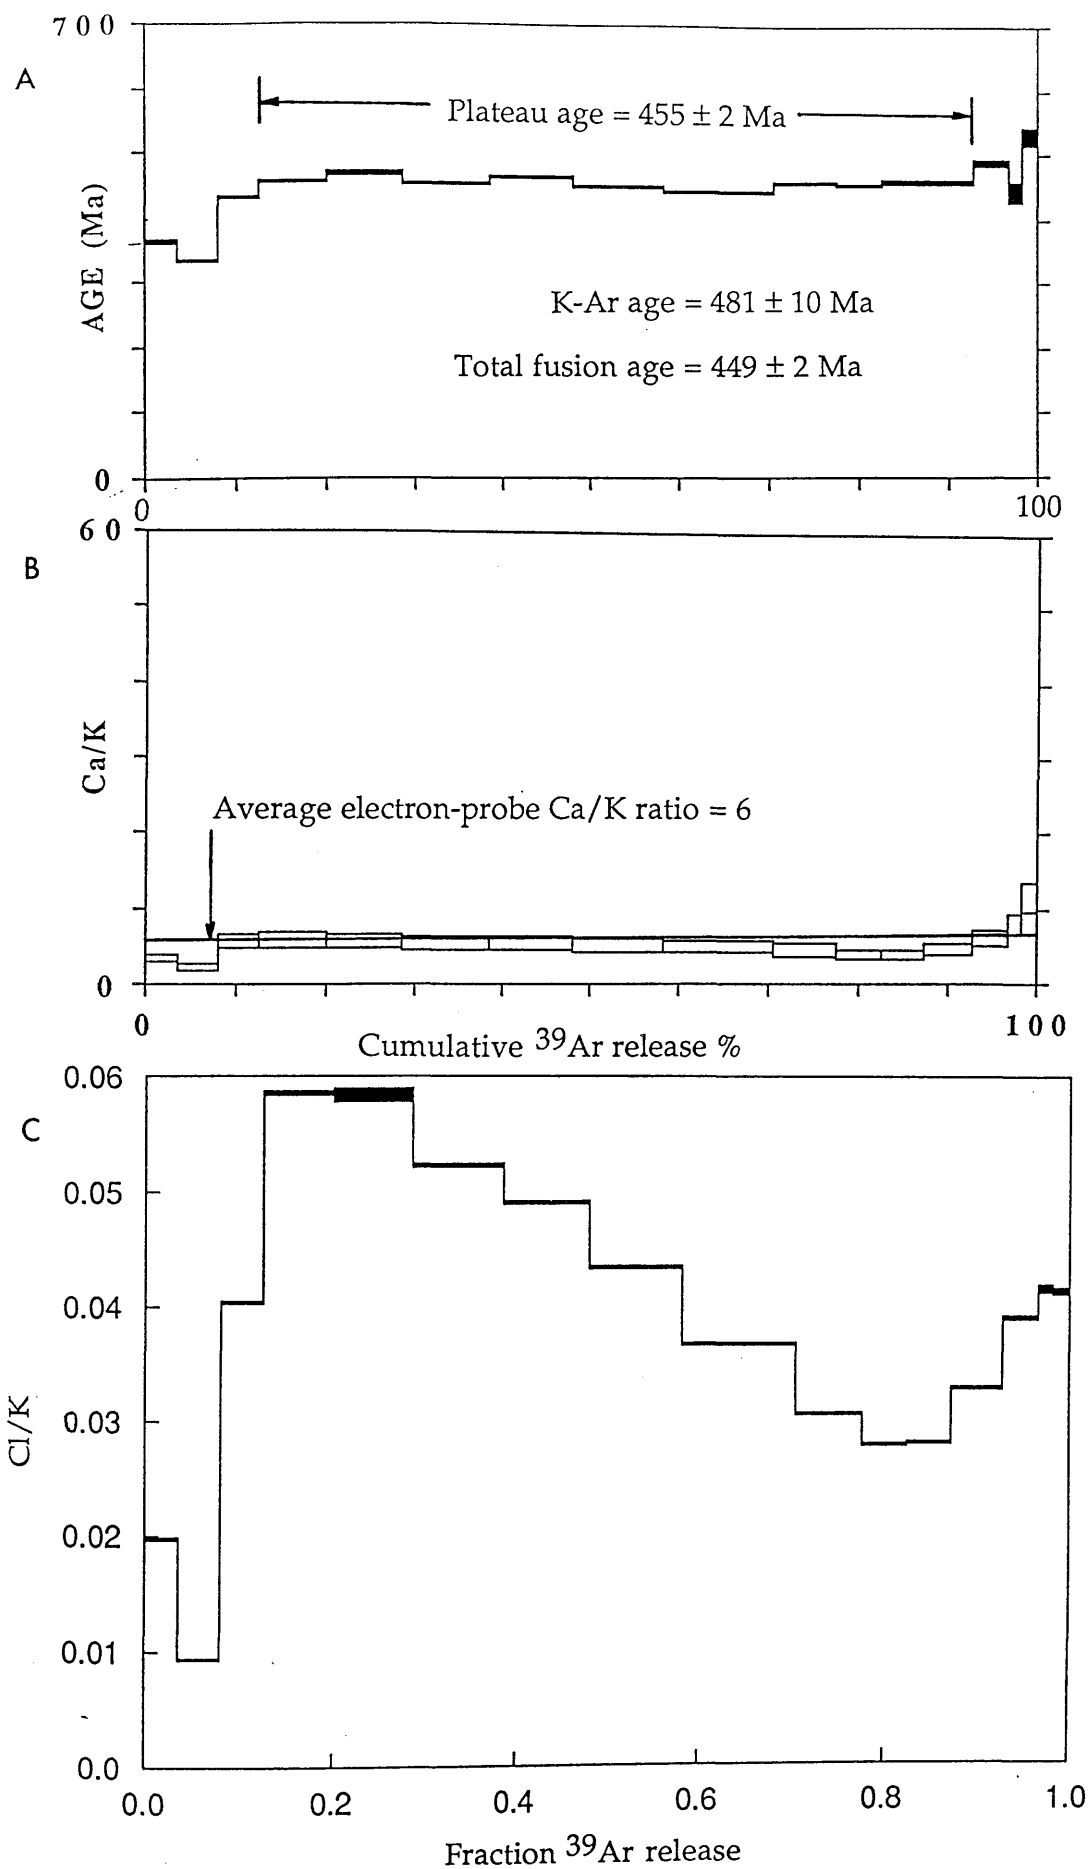 700
A
Plateau age = 455 ± 2 Ma
AGE (Ma)
K-Ar age = 481 ± 10 Ma
Total fusion age = 449 ± 2 Ma
0
0
100
60
B
Ca/K
Average electron-probe Ca/K ratio = 6
0
0
100
Cumulative 39Ar release %
0.06
C
0.05
0.04
0.03
Cl/K
0.02
0.01
0.0
0.0
0.2
0.4
0.6
0.8
1.0
Fraction 39Ar release